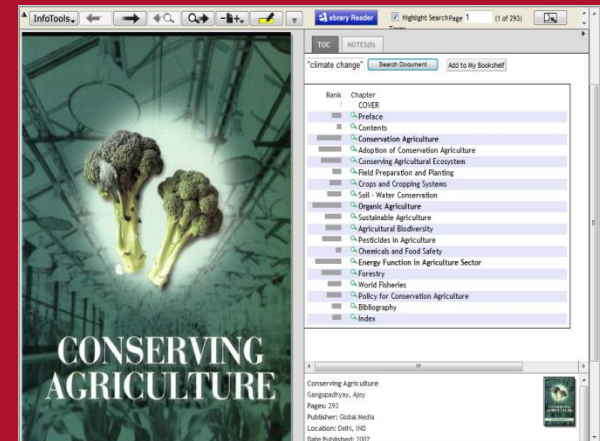 InfoTools
ebrary Reader
Highlight Search Page 1 (1 of 293)
Terms
TOC NOTES(0)
"climate change" Search Document Add to My Bookshelf
Rank Chapter
COVER
Preface
Contents
Conservation Agriculture
Adoption of Conservation Agriculture
Conserving Agricultural Ecosystem
Field Preparation and Planting
Crops and Cropping Systems
Soil - Water Conservation
Organic Agriculture
Sustainable Agriculture
Agricultural Biodiversity
Pesticides in Agriculture
Chemicals and Food Safety
Energy Function in Agriculture Sector
Forestry
World Fisheries
Policy for Conservation Agriculture
Bibliography
Index
CONSERVING
AGRICULTURE
Conserving Agriculture
Gangopadhyay, Ajoy
Pages: 293
Publisher: Global Media
Location: Delhi, IND
Date Published: 2007